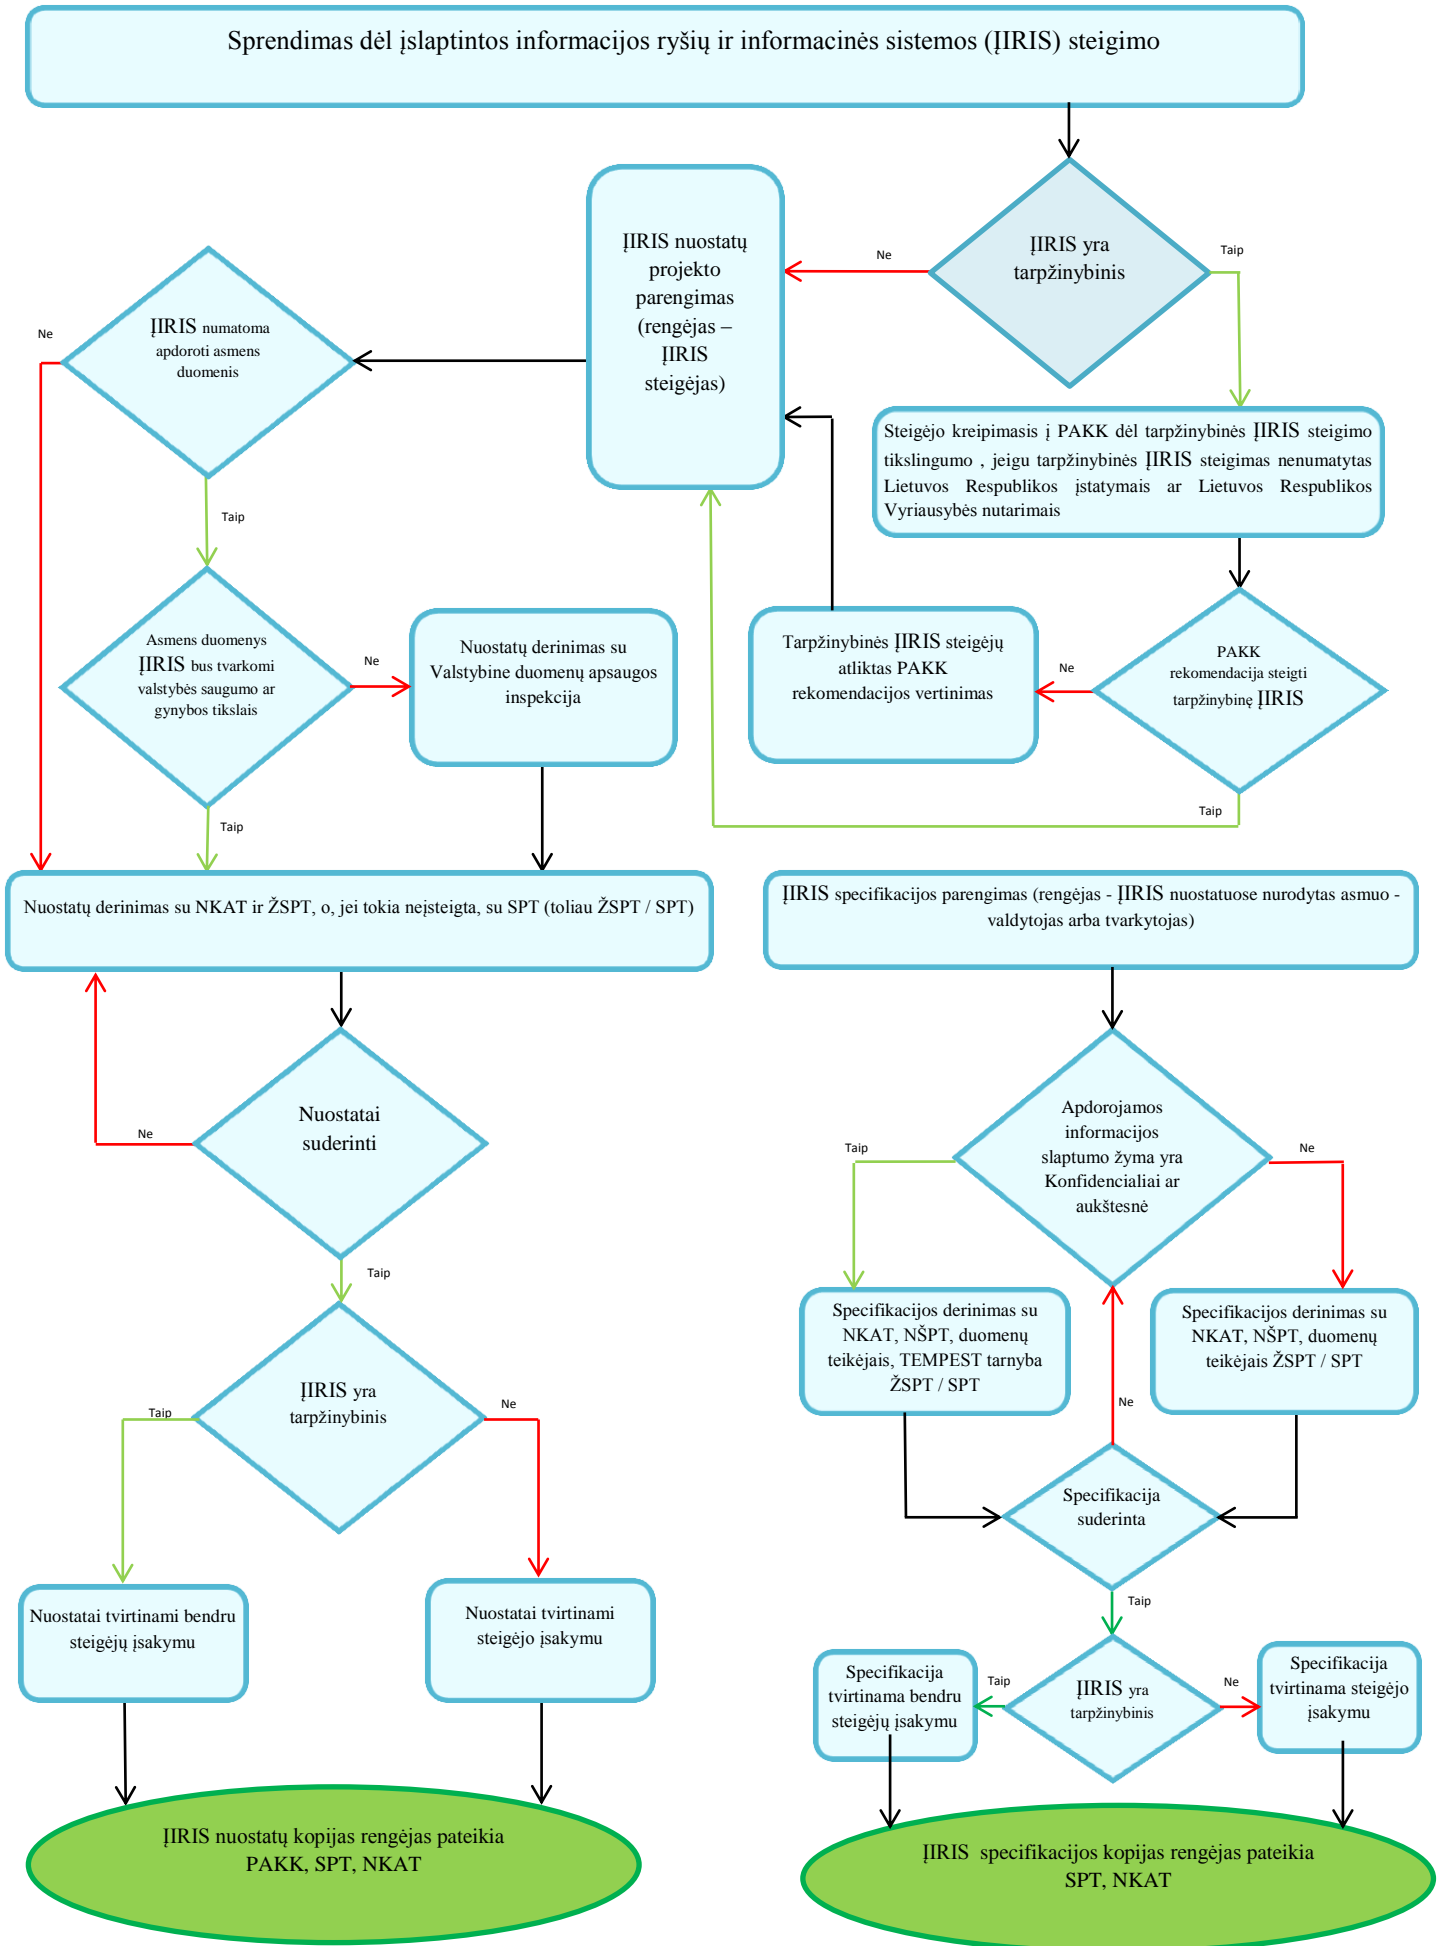 Sprendimas dėl įslaptintos informacijos ryšių ir informacinės sistemos (ĮIRIS) steigimo
ĮIRIS yra
tarpžinybinis
Ne
Taip
ĮIRIS nuostatų
projekto
parengimas
(rengėjas –
ĮIRIS
steigėjas)
ĮIRIS numatoma
apdoroti asmens
duomenis
Ne
Taip
Steigėjo kreipimasis į PAKK dėl tarpžinybinės ĮIRIS steigimo
tikslingumo , jeigu tarpžinybinės ĮIRIS steigimas nenumatytas
Lietuvos Respublikos įstatymais ar Lietuvos Respublikos
Vyriausybės nutarimais
PAKK
rekomendacija steigti
tarpžinybinę ĮIRIS
Ne
Taip
Tarpžinybinės ĮIRIS steigėjų
atliktas PAKK
rekomendacijos vertinimas
Asmens duomenys
ĮIRIS bus tvarkomi
valstybės saugumo ar
gynybos tikslais
Ne
Taip
Nuostatų derinimas su
Valstybine duomenų apsaugos
inspekcija
Nuostatų derinimas su NKAT ir ŽSPT, o, jei tokia neįsteigta, su SPT (toliau ŽSPT / SPT)
Nuostatai
suderinti
Ne
Taip
ĮIRIS yra
tarpžinybinis
Taip
Ne
Nuostatai tvirtinami bendru
steigėjų įsakymu
Nuostatai tvirtinami
steigėjo įsakymu
ĮIRIS nuostatų kopijas rengėjas pateikia
PAKK, SPT, NKAT
ĮIRIS specifikacijos parengimas (rengėjas - ĮIRIS nuostatuose nurodytas asmuo -
valdytojas arba tvarkytojas)
Apdorojamos
informacijos
slaptumo žyma yra
Konfidencialiai ar
aukštesnė
Taip
Ne
Specifikacijos derinimas su
NKAT, NŠPT, duomenų
teikėjais, TEMPEST tarnyba
ŽSPT / SPT
Specifikacijos derinimas su
NKAT, NŠPT, duomenų
teikėjais ŽSPT / SPT
Ne
Specifikacija
suderinta
Taip
ĮIRIS yra
tarpžinybinis
Taip
Ne
Specifikacija
tvirtinama bendru
steigėjų įsakymu
Specifikacija
tvirtinama steigėjo
įsakymu
ĮIRIS specifikacijos kopijas rengėjas pateikia
SPT, NKAT